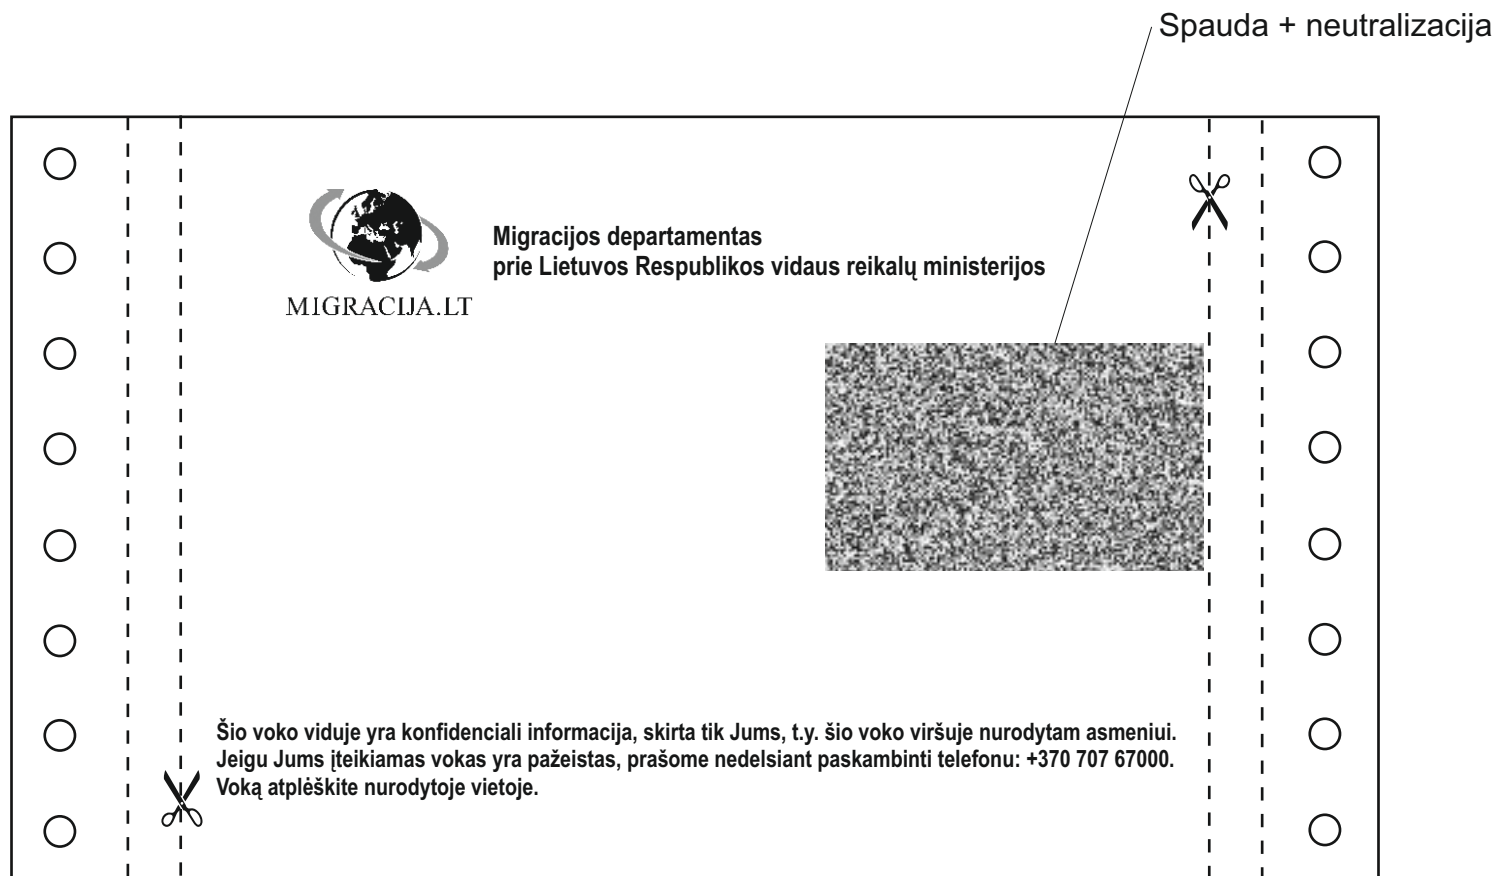 Spauda + neutralizacija
MIGRACIJA.LT
Migracijos departamentas
prie Lietuvos Respublikos vidaus reikalų ministerijos
Šio voko viduje yra konfidenciali informacija, skirta tik Jums, t.y. šio voko viršuje nurodytam asmeniui.
Jeigu Jums įteikiamas vokas yra pažeistas, prašome nedelsiant paskambinti telefonu: +370 707 67000.
Voką atplėškite nurodytoje vietoje.